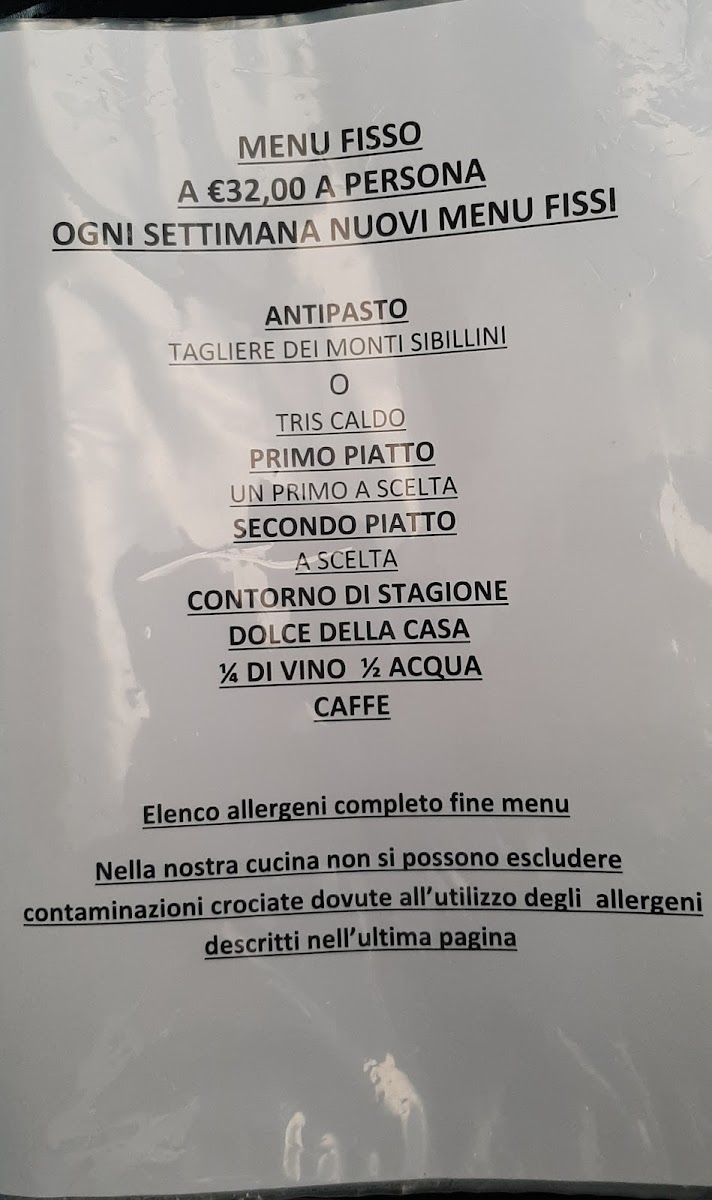 MENU FISSO
A €32,00 A PERSONA
OGNI SETTIMANA NUOVI MENU FISSI
ANTIPASTO
TAGLIERE DEI MONTI SIBILLINI
O
TRIS CALDO
PRIMO PIATTO
UN PRIMO A SCELTA
SECONDO PIATTO
A SCELTA
CONTORNO DI STAGIONE
DOLCE DELLA CASA
¼ DI VINO ½ ACQUA
CAFFE
Elenco allergeni completo fine menu
Nella nostra cucina non si possono escludere
contaminazioni crociate dovute all'utilizzo degli allergeni
descritti nell'ultima pagina